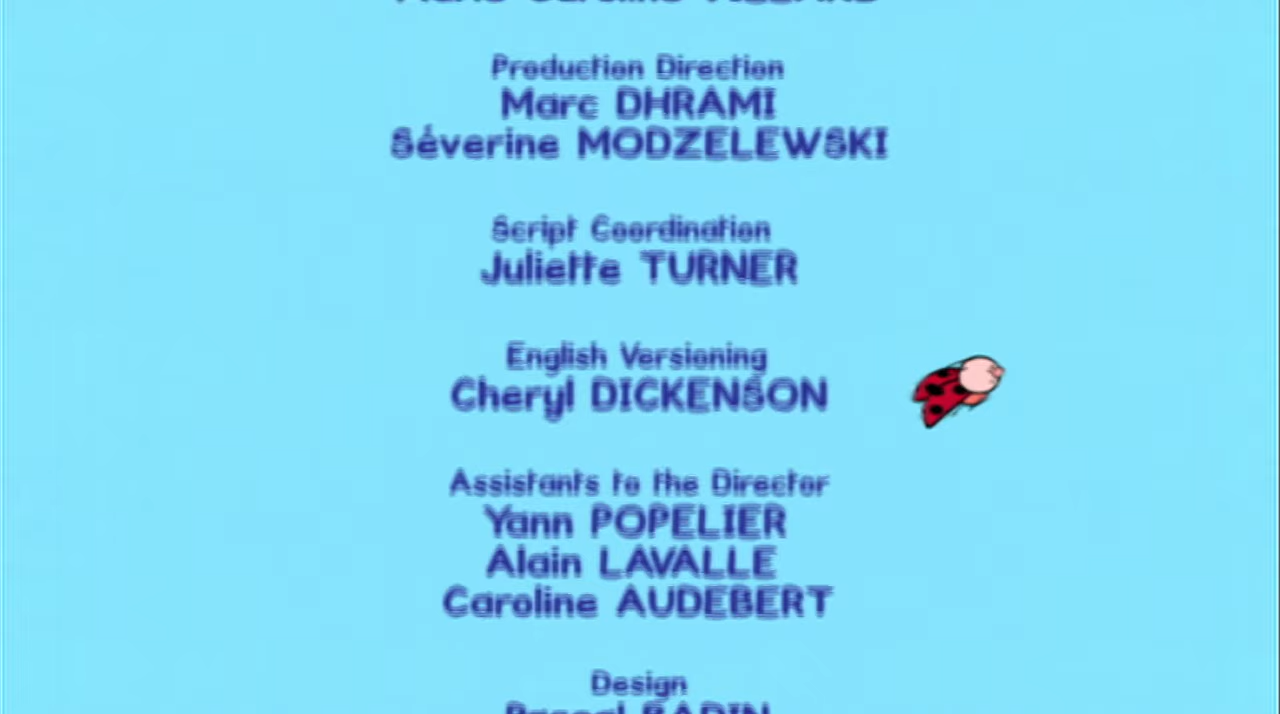 Production Direction
Marc DHRAMI
Séverine MODZELEWSKI
Script Coordination
Juliette TURNER
English Versioning
Cheryl DICKENSON
Assistants to the Director
Yann POPELIER
Alain LAVALLE
Caroline AUDEBERT
Design